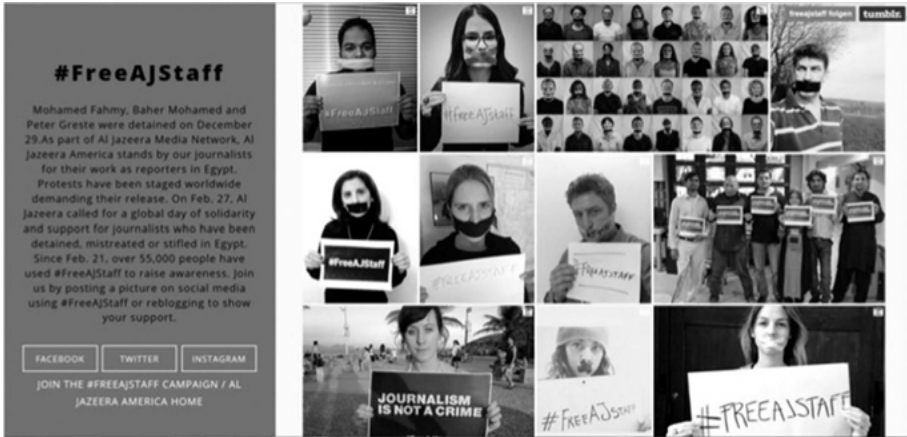 #FreeAJStaff
Mohamed Fahmy, Baher Mohamed and
Peter Greste were detained on December
29.As part of Al Jazeera Media Network, Al
Jazeera America stands by our journalists
for their work as reporters in Egypt.
Protests have been staged worldwide
demanding their release. On Feb. 27, Al
Jazeera called for a global day of solidarity
and support for journalists who have been
detained, mistreated or stifled in Egypt.
Since Feb. 21, over 55,000 people have
used #FreeAJStaff to raise awareness. Join
us by posting a picture on social media
using #FreeAJStaff or reblogging to show
your support.
FACEBOOK TWITTER INSTAGRAM
JOIN THE #FREEAJSTAFF CAMPAIGN / AL
JAZEERA AMERICA HOME
freeajstaff folgen tumblr.
#FreeAJStaff
#freeAJstaff
#FreeAJStaff
#FREEAJSTAFF
#FREEAJSTAFF
JOURNALISM
IS NOT A CRIME
#FREEAJSTAFF
#FREEAJSTAFF